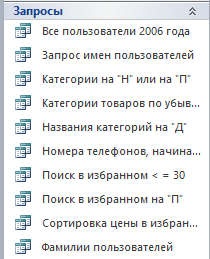 Запросы
Все пользователи 2006 года
Запрос имен пользователей
Категории на "Н" или на "П"
Категории товаров по убыв...
Названия категорий на "Д"
Номера телефонов, начина...
Поиск в избранном < = 30
Поиск в избранном на "П"
Сортировка цены в избран...
Фамилии пользователей